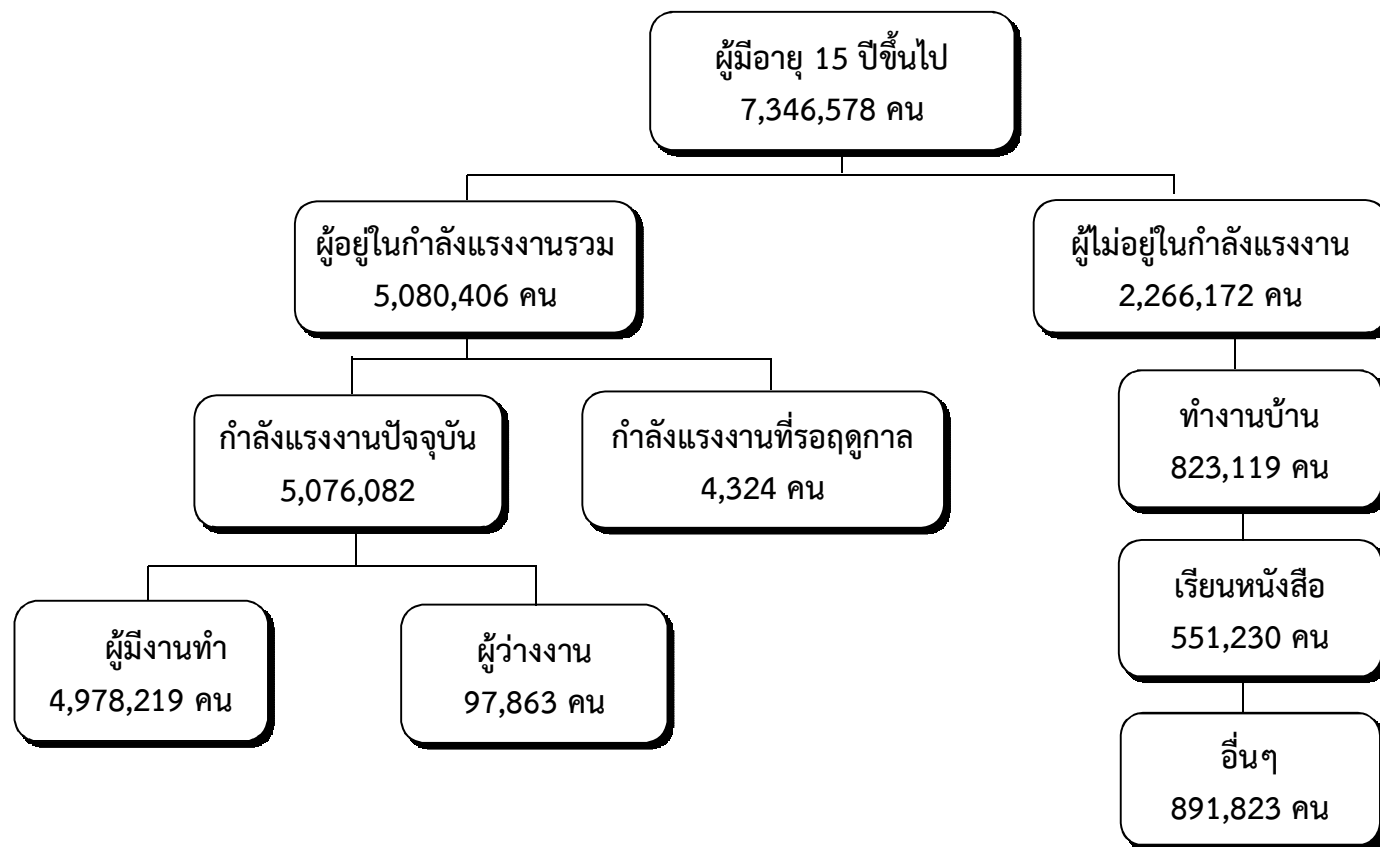 ผู้มีอายุ 15 ปีขึ้นไป
7,346,578 คน
ผู้อยู่ในกำลังแรงงานรวม
5,080,406 คน
ผู้ไม่อยู่ในกำลังแรงงาน
2,266,172 คน
กำลังแรงงานปัจจุบัน
5,076,082
กำลังแรงงานที่รอฤดูกาล
4,324 คน
ทำงานบ้าน
823,119 คน
ผู้มีงานทำ
4,978,219 คน
ผู้ว่างงาน
97,863 คน
เรียนหนังสือ
551,230 คน
อื่นๆ
891,823 คน